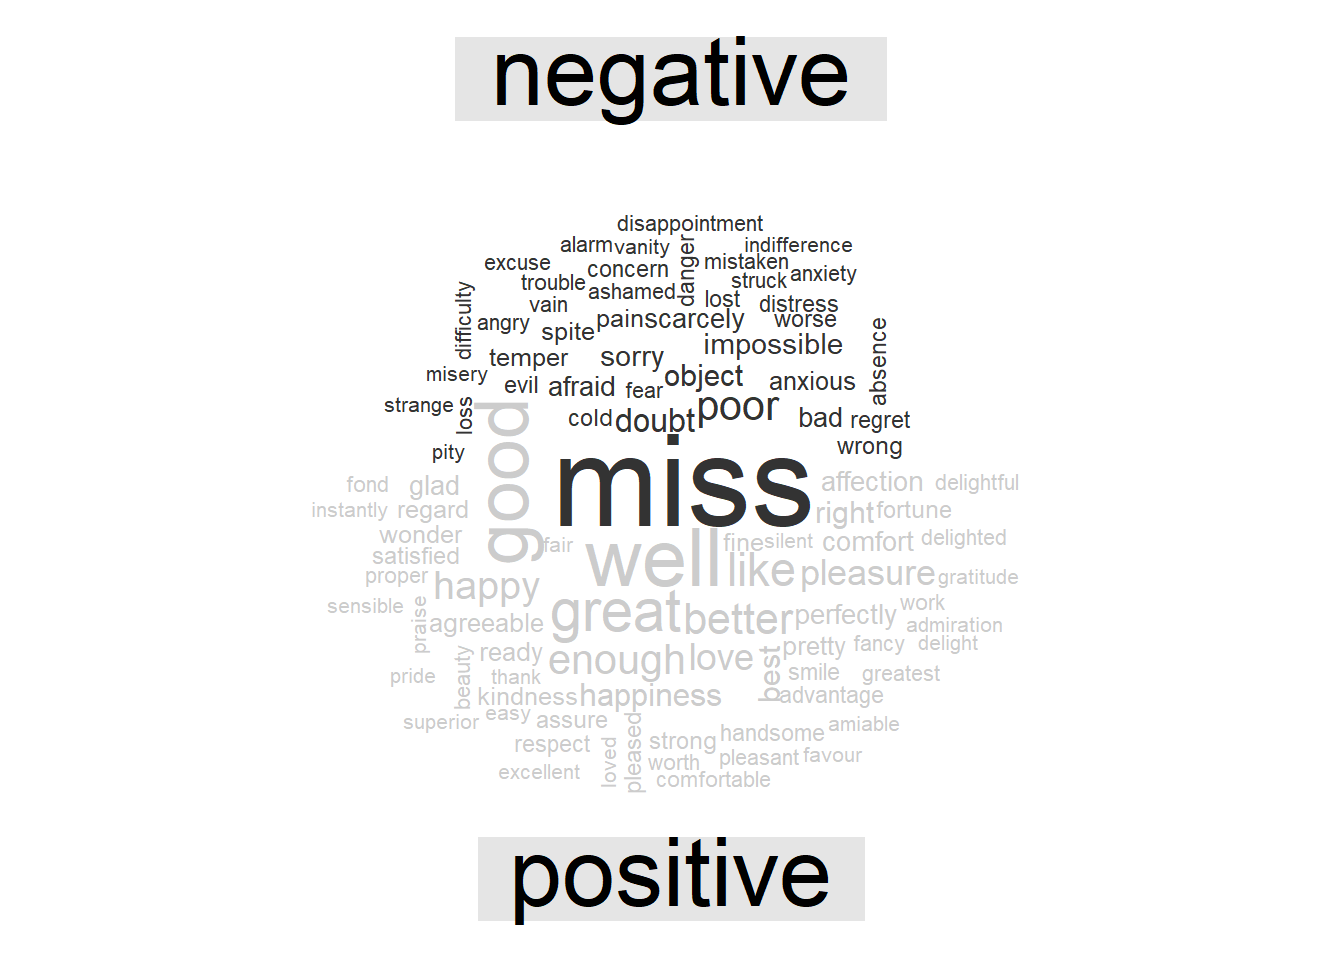 negative
disappointment
alarm vanity indifference
excuse concern danger mistaken
trouble struck anxiety
ashamed lost distress
vain difficulty
angry spite painscarcely worse
temper sorry impossible absence
misery evil afraid fear object anxious
strange loss cold doubt poor bad regret
pity good miss wrong
fond glad affection delightful
instantly regard right fortune
wonder fair well fine silent comfort delighted
satisfied
proper happy like pleasure gratitude
sensible praise great better perfectly work
agreeable admiration
ready enough love best pretty fancy delight
pride beauty thank smile greatest
kindness happiness advantage
superior easy assure pleased handsome amiable
respect loved strong pleasant favour
excellent worth
comfortable
positive